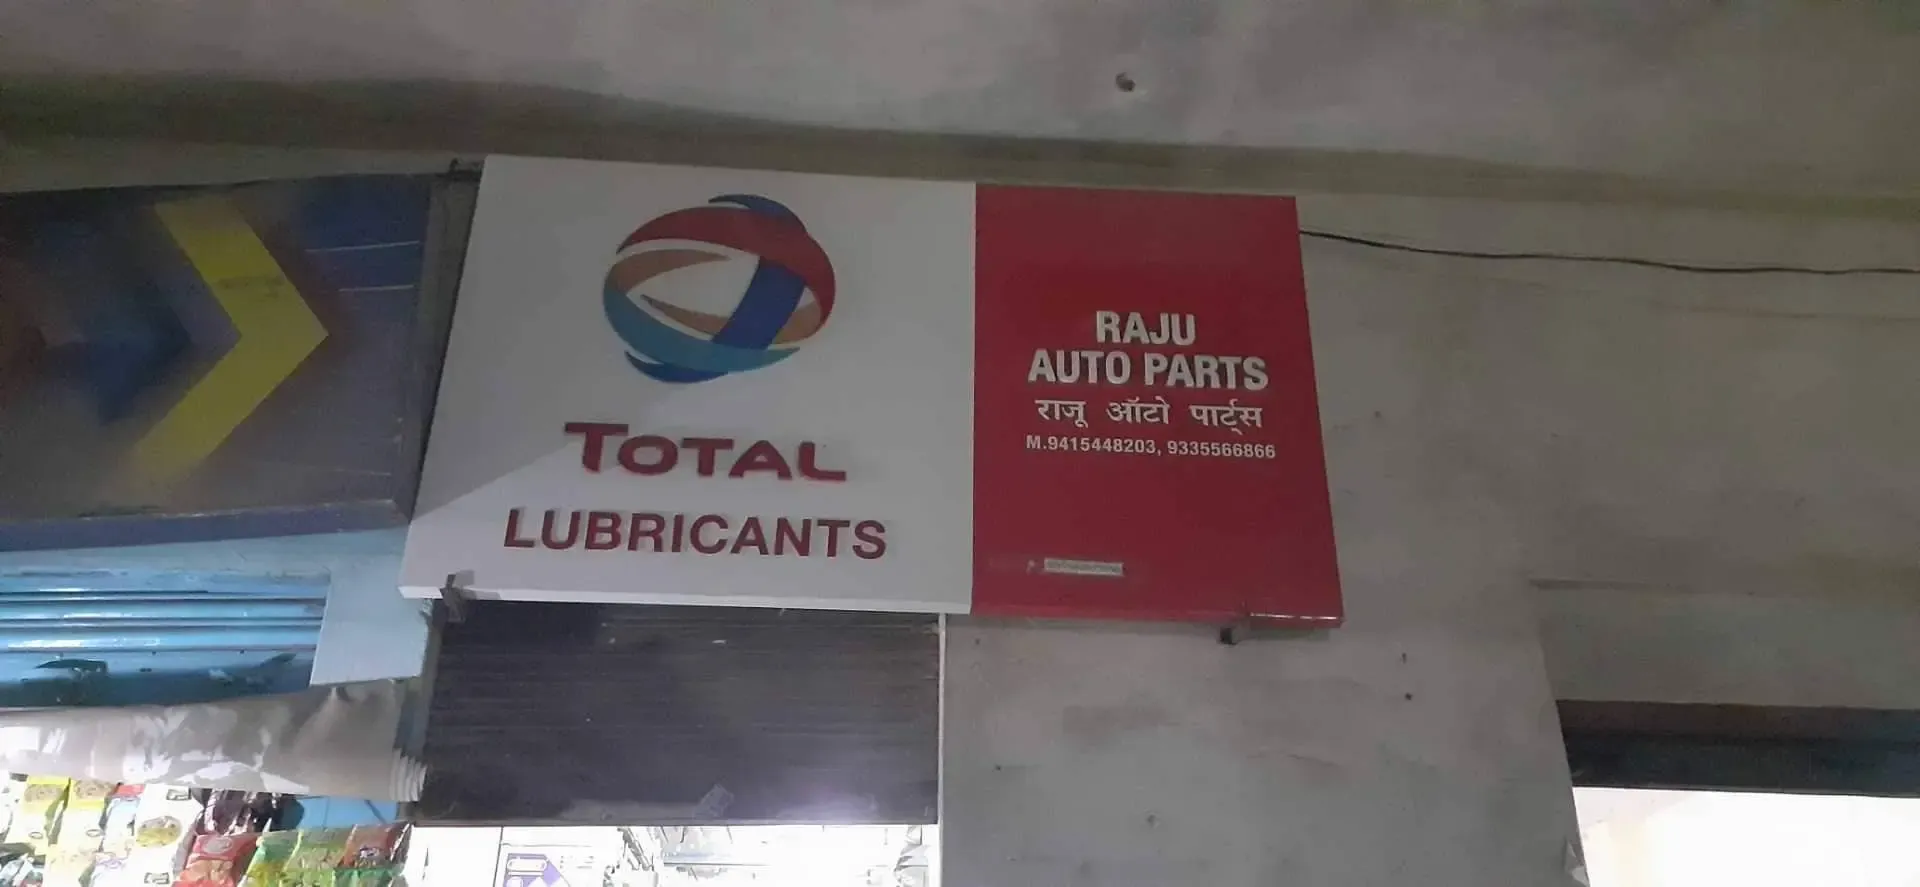 TOTAL
LUBRICANTS
RAJU
AUTO PARTS
राजू ऑटो पार्ट्स
M.9415448203, 9335566866